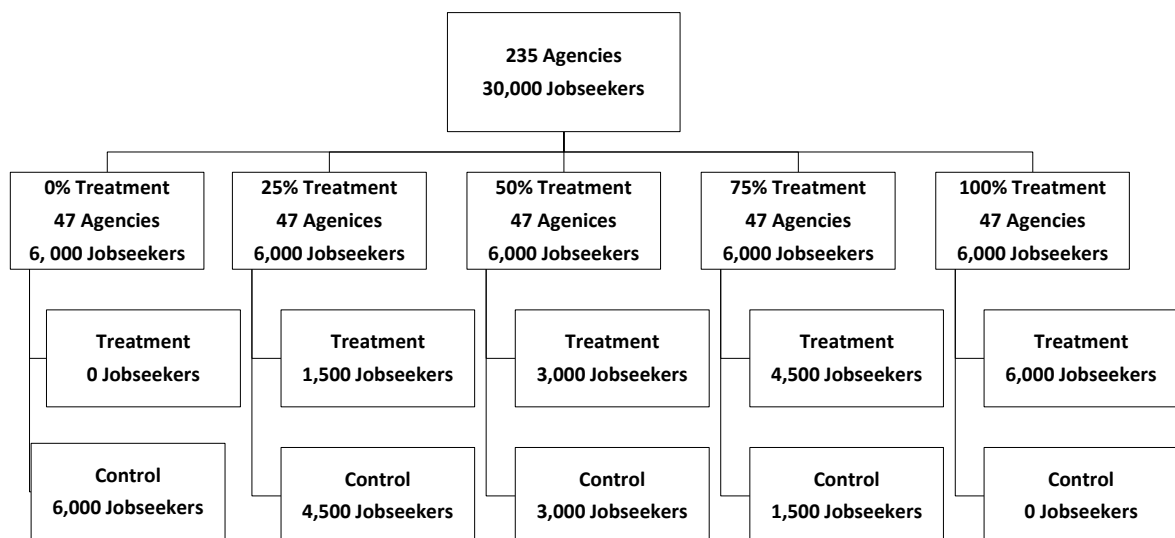 235 Agencies
30,000 Jobseekers
0% Treatment
47 Agencies
6, 000 Jobseekers
25% Treatment
47 Agenices
6,000 Jobseekers
50% Treatment
47 Agenices
6,000 Jobseekers
75% Treatment
47 Agencies
6,000 Jobseekers
100% Treatment
47 Agencies
6,000 Jobseekers
Treatment
0 Jobseekers
Treatment
1,500 Jobseekers
Treatment
3,000 Jobseekers
Treatment
4,500 Jobseekers
Treatment
6,000 Jobseekers
Control
6,000 Jobseekers
Control
4,500 Jobseekers
Control
3,000 Jobseekers
Control
1,500 Jobseekers
Control
0 Jobseekers